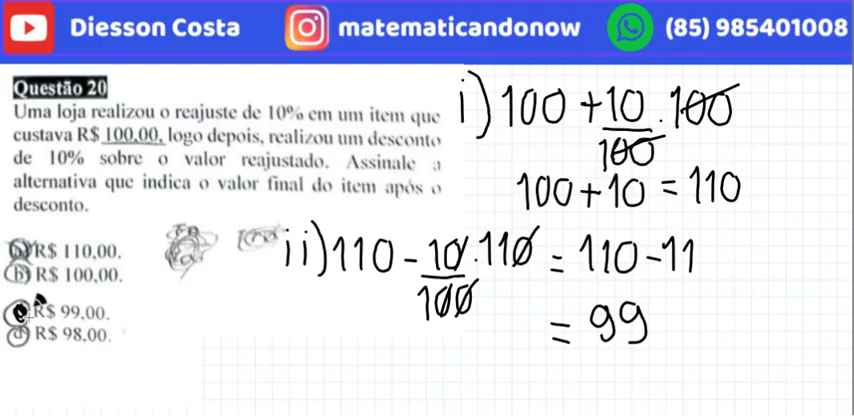 Diesson Costa matematicandonow (85) 985401008
Questão 20
Uma loja realizou o reajuste de 10% em um item que
custava R$ 100,00, logo depois, realizou um desconto
de 10% sobre o valor reajustado. Assinale a
alternativa que indica o valor final do item após o
desconto.
a) R$ 110,00.
b) R$ 100,00.
R$ 99,00.
d) R$ 98,00.
i) 100 + 10/100 . 100
100 + 10 = 110
ii) 110 - 10/100 . 110 = 110 - 11
= 99